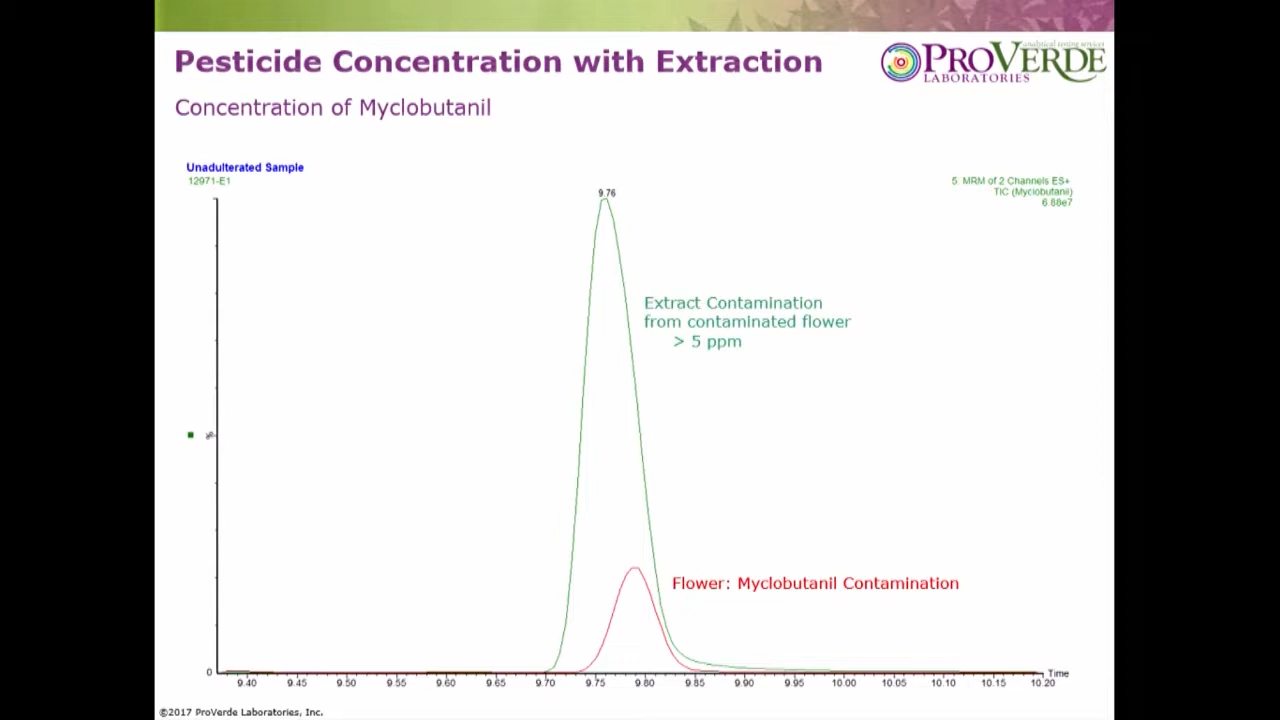 Pesticide Concentration with Extraction
analytical testing services
PROVERDE
LABORATORIES
Concentration of Myclobutanil
Unadulterated Sample
12971-E1
5. MRM of 2 Channels ES+
TIC (Myclobutanil)
6.88e7
9.76
Extract Contamination
from contaminated flower
> 5 ppm
%
Flower: Myclobutanil Contamination
0
Time
9.40 9.45 9.50 9.55 9.60 9.65 9.70 9.75 9.80 9.85 9.90 9.95 10.00 10.05 10.10 10.15 10.20
©2017 ProVerde Laboratories, Inc.